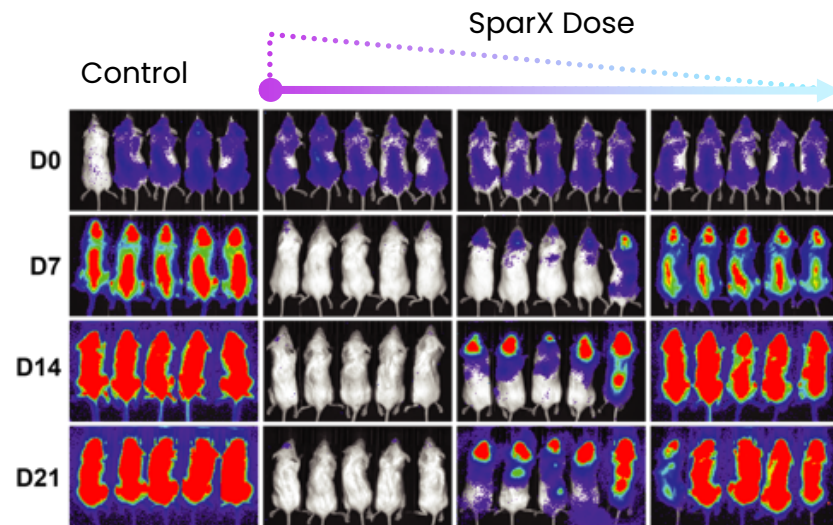 SparX Dose
Control
D0
D7
D14
D21